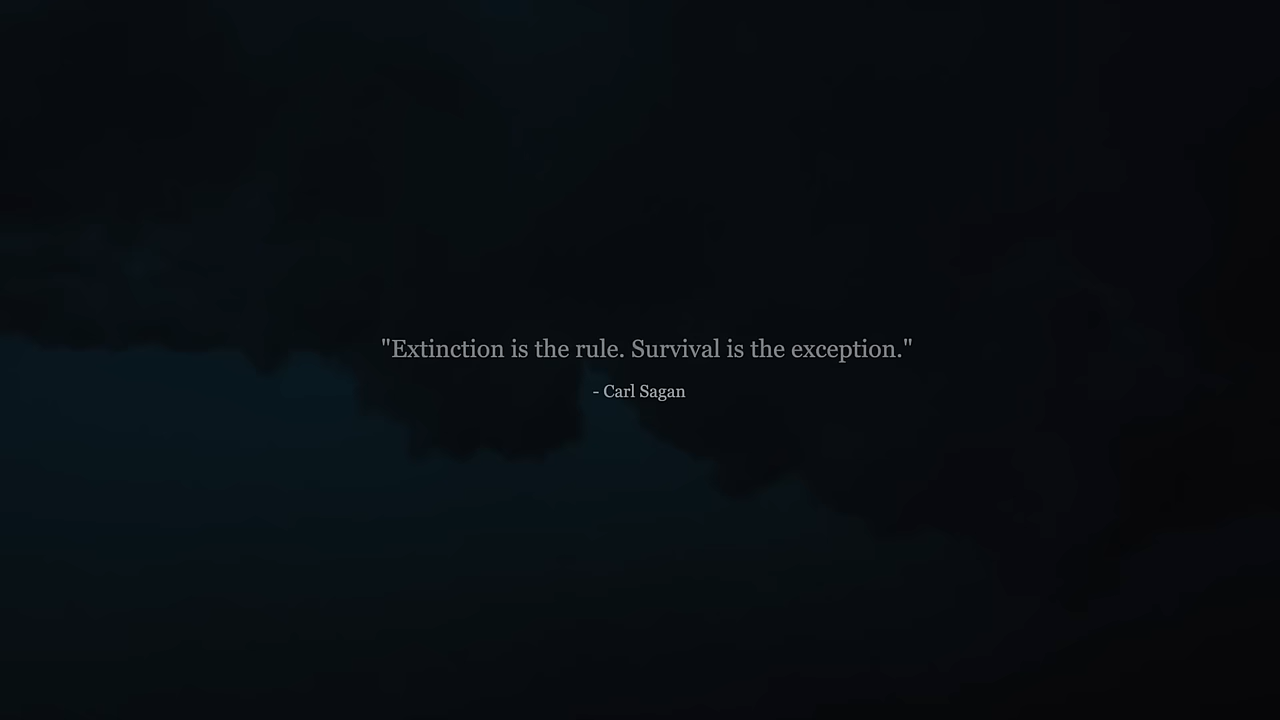 "Extinction is the rule. Survival is the exception."
- Carl Sagan